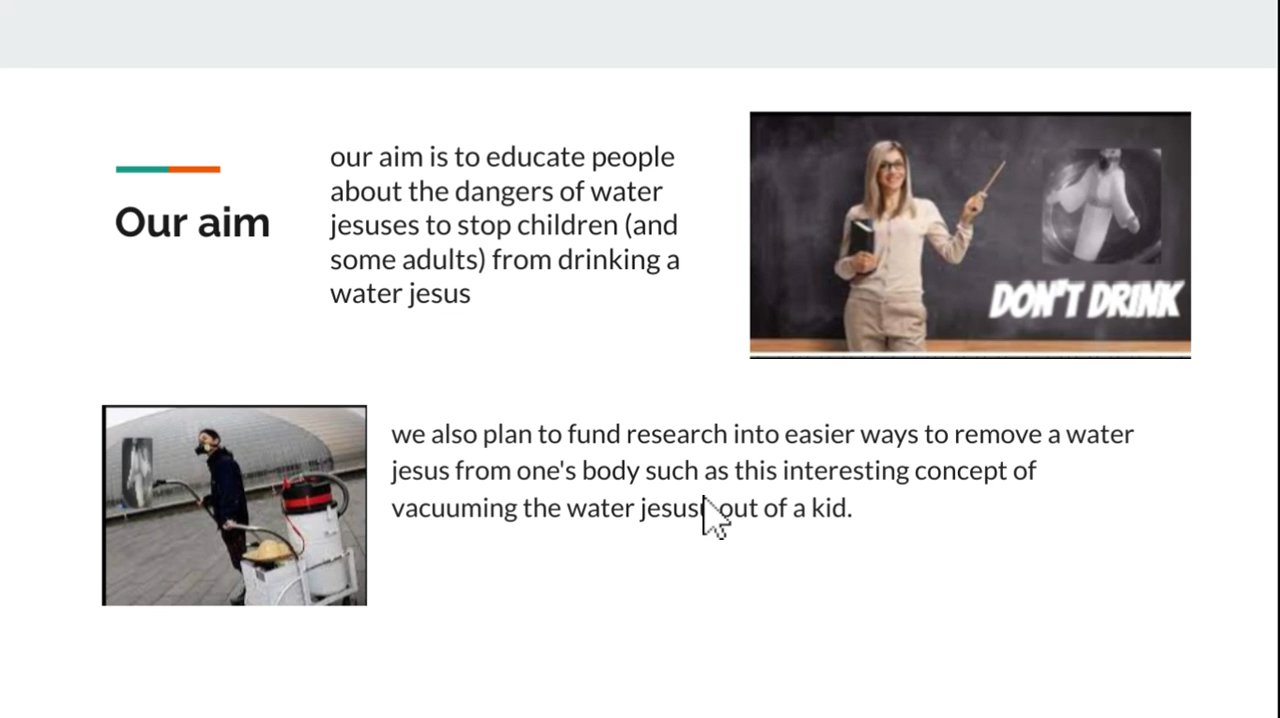 Our aim
our aim is to educate people
about the dangers of water
jesuses to stop children (and
some adults) from drinking a
water jesus
DON'T DRINK
we also plan to fund research into easier ways to remove a water
jesus from one's body such as this interesting concept of
vacuuming the water jesus out of a kid.